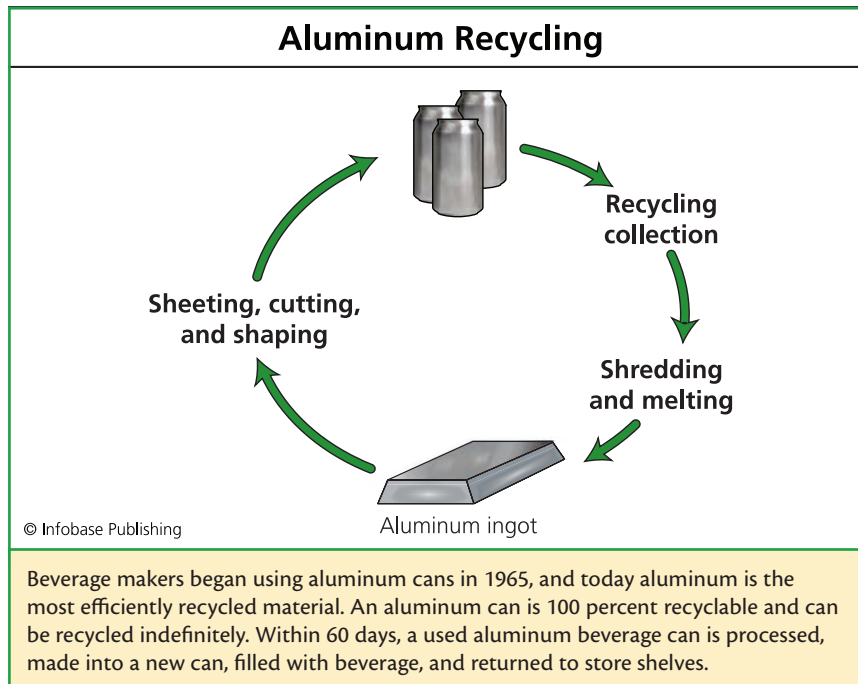 Aluminum Recycling
Recycling
collection
Shredding
and melting
Aluminum ingot
Sheeting, cutting,
and shaping
© Infobase Publishing
Beverage makers began using aluminum cans in 1965, and today aluminum is the
most efficiently recycled material. An aluminum can is 100 percent recyclable and can
be recycled indefinitely. Within 60 days, a used aluminum beverage can is processed,
made into a new can, filled with beverage, and returned to store shelves.